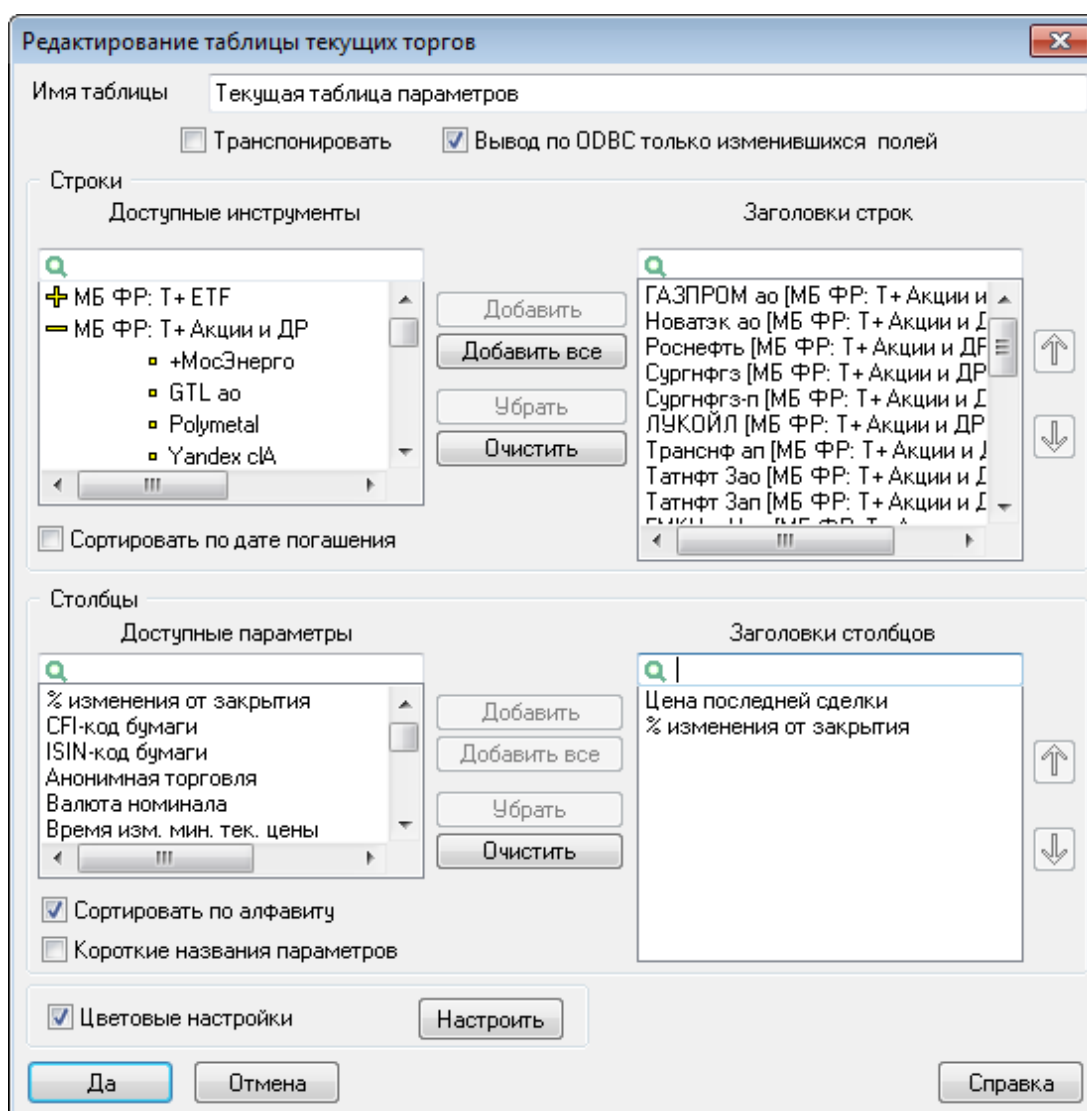 Редактирование таблицы текущих торгов
Имя таблицы
Текущая таблица параметров
Транспонировать
Вывод по ODBC только изменившихся полей
Строки
Доступные инструменты
Заголовки строк
МБ ФР: Т+ ETF
МБ ФР: Т+ Акции и ДР
+МосЭнерго
GTL ао
Polymetal
Yandex clA
Добавить
Добавить все
Убрать
Очистить
ГАЗПРОМ ао [МБ ФР: Т+ Акции и
Новатэк ао [МБ ФР: Т+ Акции и Д
Роснефть [МБ ФР: Т+ Акции и ДР
Сургнфгз [МБ ФР: Т+ Акции и ДР
Сургнфгз-п [МБ ФР: Т+ Акции и Д
ЛУКОЙЛ [МБ ФР: Т+ Акции и ДР
Транснф ап [МБ ФР: Т+ Акции и Д
Татнфт 3ао [МБ ФР: Т+ Акции и Д
Татнфт 3ап [МБ ФР: Т+ Акции и Д
Сортировать по дате погашения
Столбцы
Доступные параметры
Заголовки столбцов
% изменения от закрытия
CFI-код бумаги
ISIN-код бумаги
Анонимная торговля
Валюта номинала
Время изм. мин. тек. цены
Добавить
Добавить все
Убрать
Очистить
Цена последней сделки
% изменения от закрытия
Сортировать по алфавиту
Короткие названия параметров
Цветовые настройки
Настроить
Да
Отмена
Справка